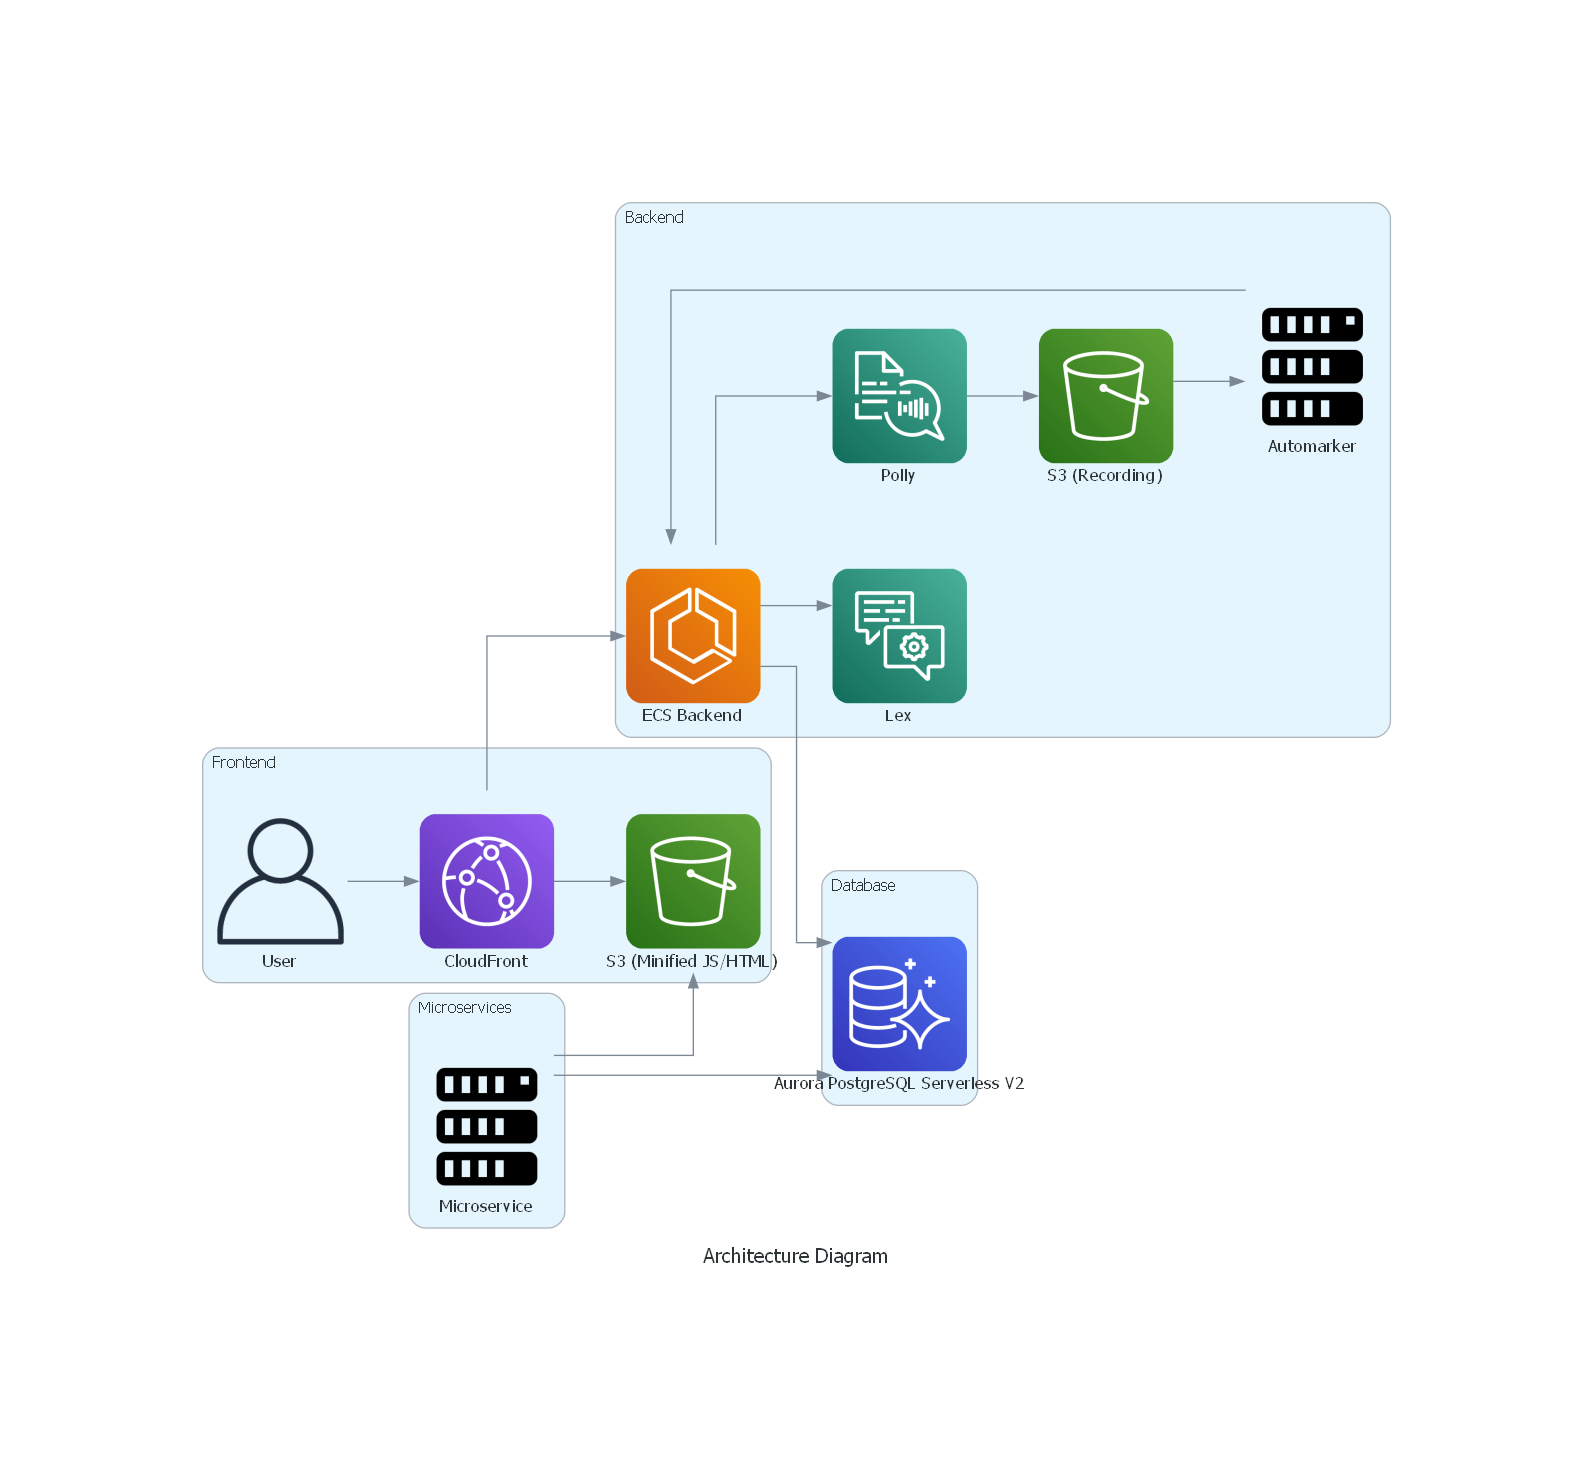 Backend
Automarker
Polly
S3 (Recording)
ECS Backend
Lex
Frontend
User
CloudFront
S3 (Minified JS/HTML)
Database
Microservices
Aurora PostgreSQL Serverless V2
Microservice
Architecture Diagram